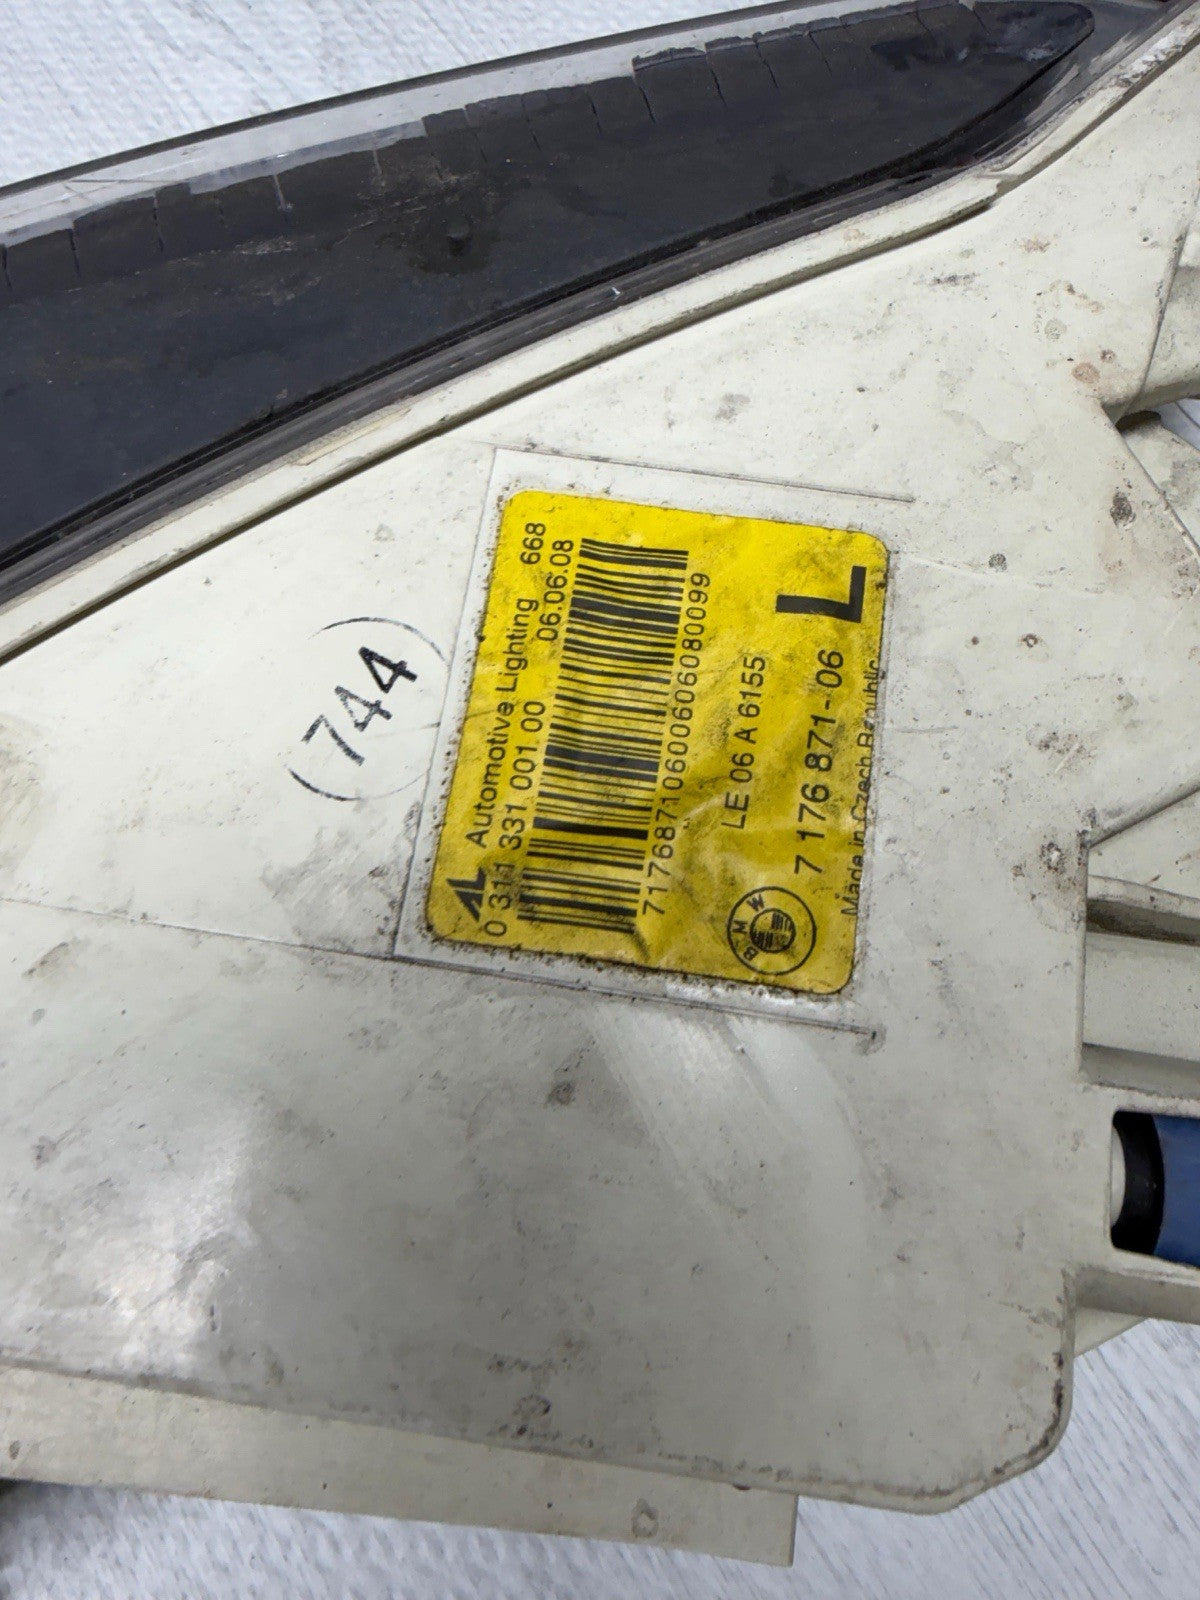 Automotive Lighting 668
0 311 331 001 00 06.06.08
71768710600606080099
LE 06 A 6155
BMW
7 176 871-06 L
Made in Czech Republic
744